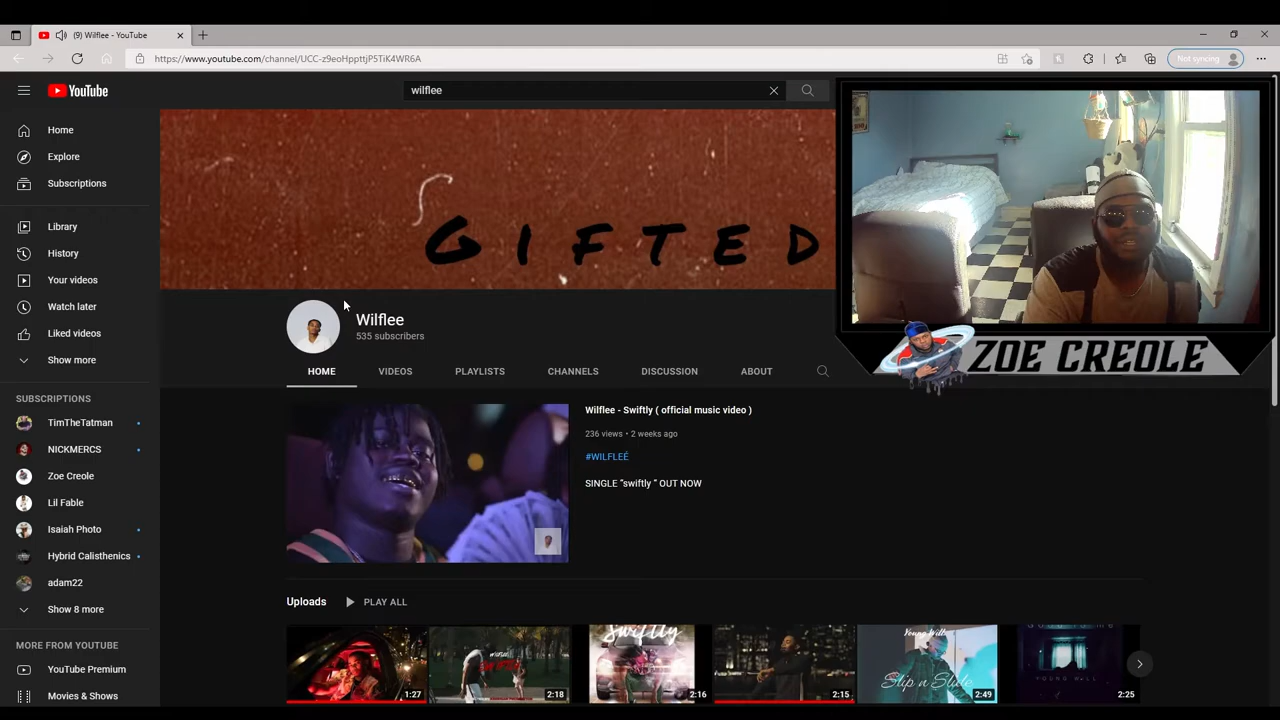 (9) Wilflee - YouTube
https://www.youtube.com/channel/UCC-z9eoHppttjP5TiK4WR6A
Not syncing
YouTube
wilflee
Home
Explore
Subscriptions
Library
History
Your videos
Watch later
Liked videos
Show more
SUBSCRIPTIONS
TimTheTatman
NICKMERCS
Zoe Creole
Lil Fable
Isaiah Photo
Hybrid Calisthenics
adam22
Show 8 more
MORE FROM YOUTUBE
YouTube Premium
Movies & Shows
GIFTED
Wilflee
535 subscribers
HOME VIDEOS PLAYLISTS CHANNELS DISCUSSION ABOUT
Wilflee - Swiftly ( official music video )
236 views • 2 weeks ago
#WILFLEÉ
SINGLE "swiftly " OUT NOW
Uploads PLAY ALL
1:27
WILFLEE
SWIFTLY
2:18
Swiftly
2:16
2:15
Young Will
Slip n Slide
2:49
YOUNG WILL
2:25
ZOE CREOLE